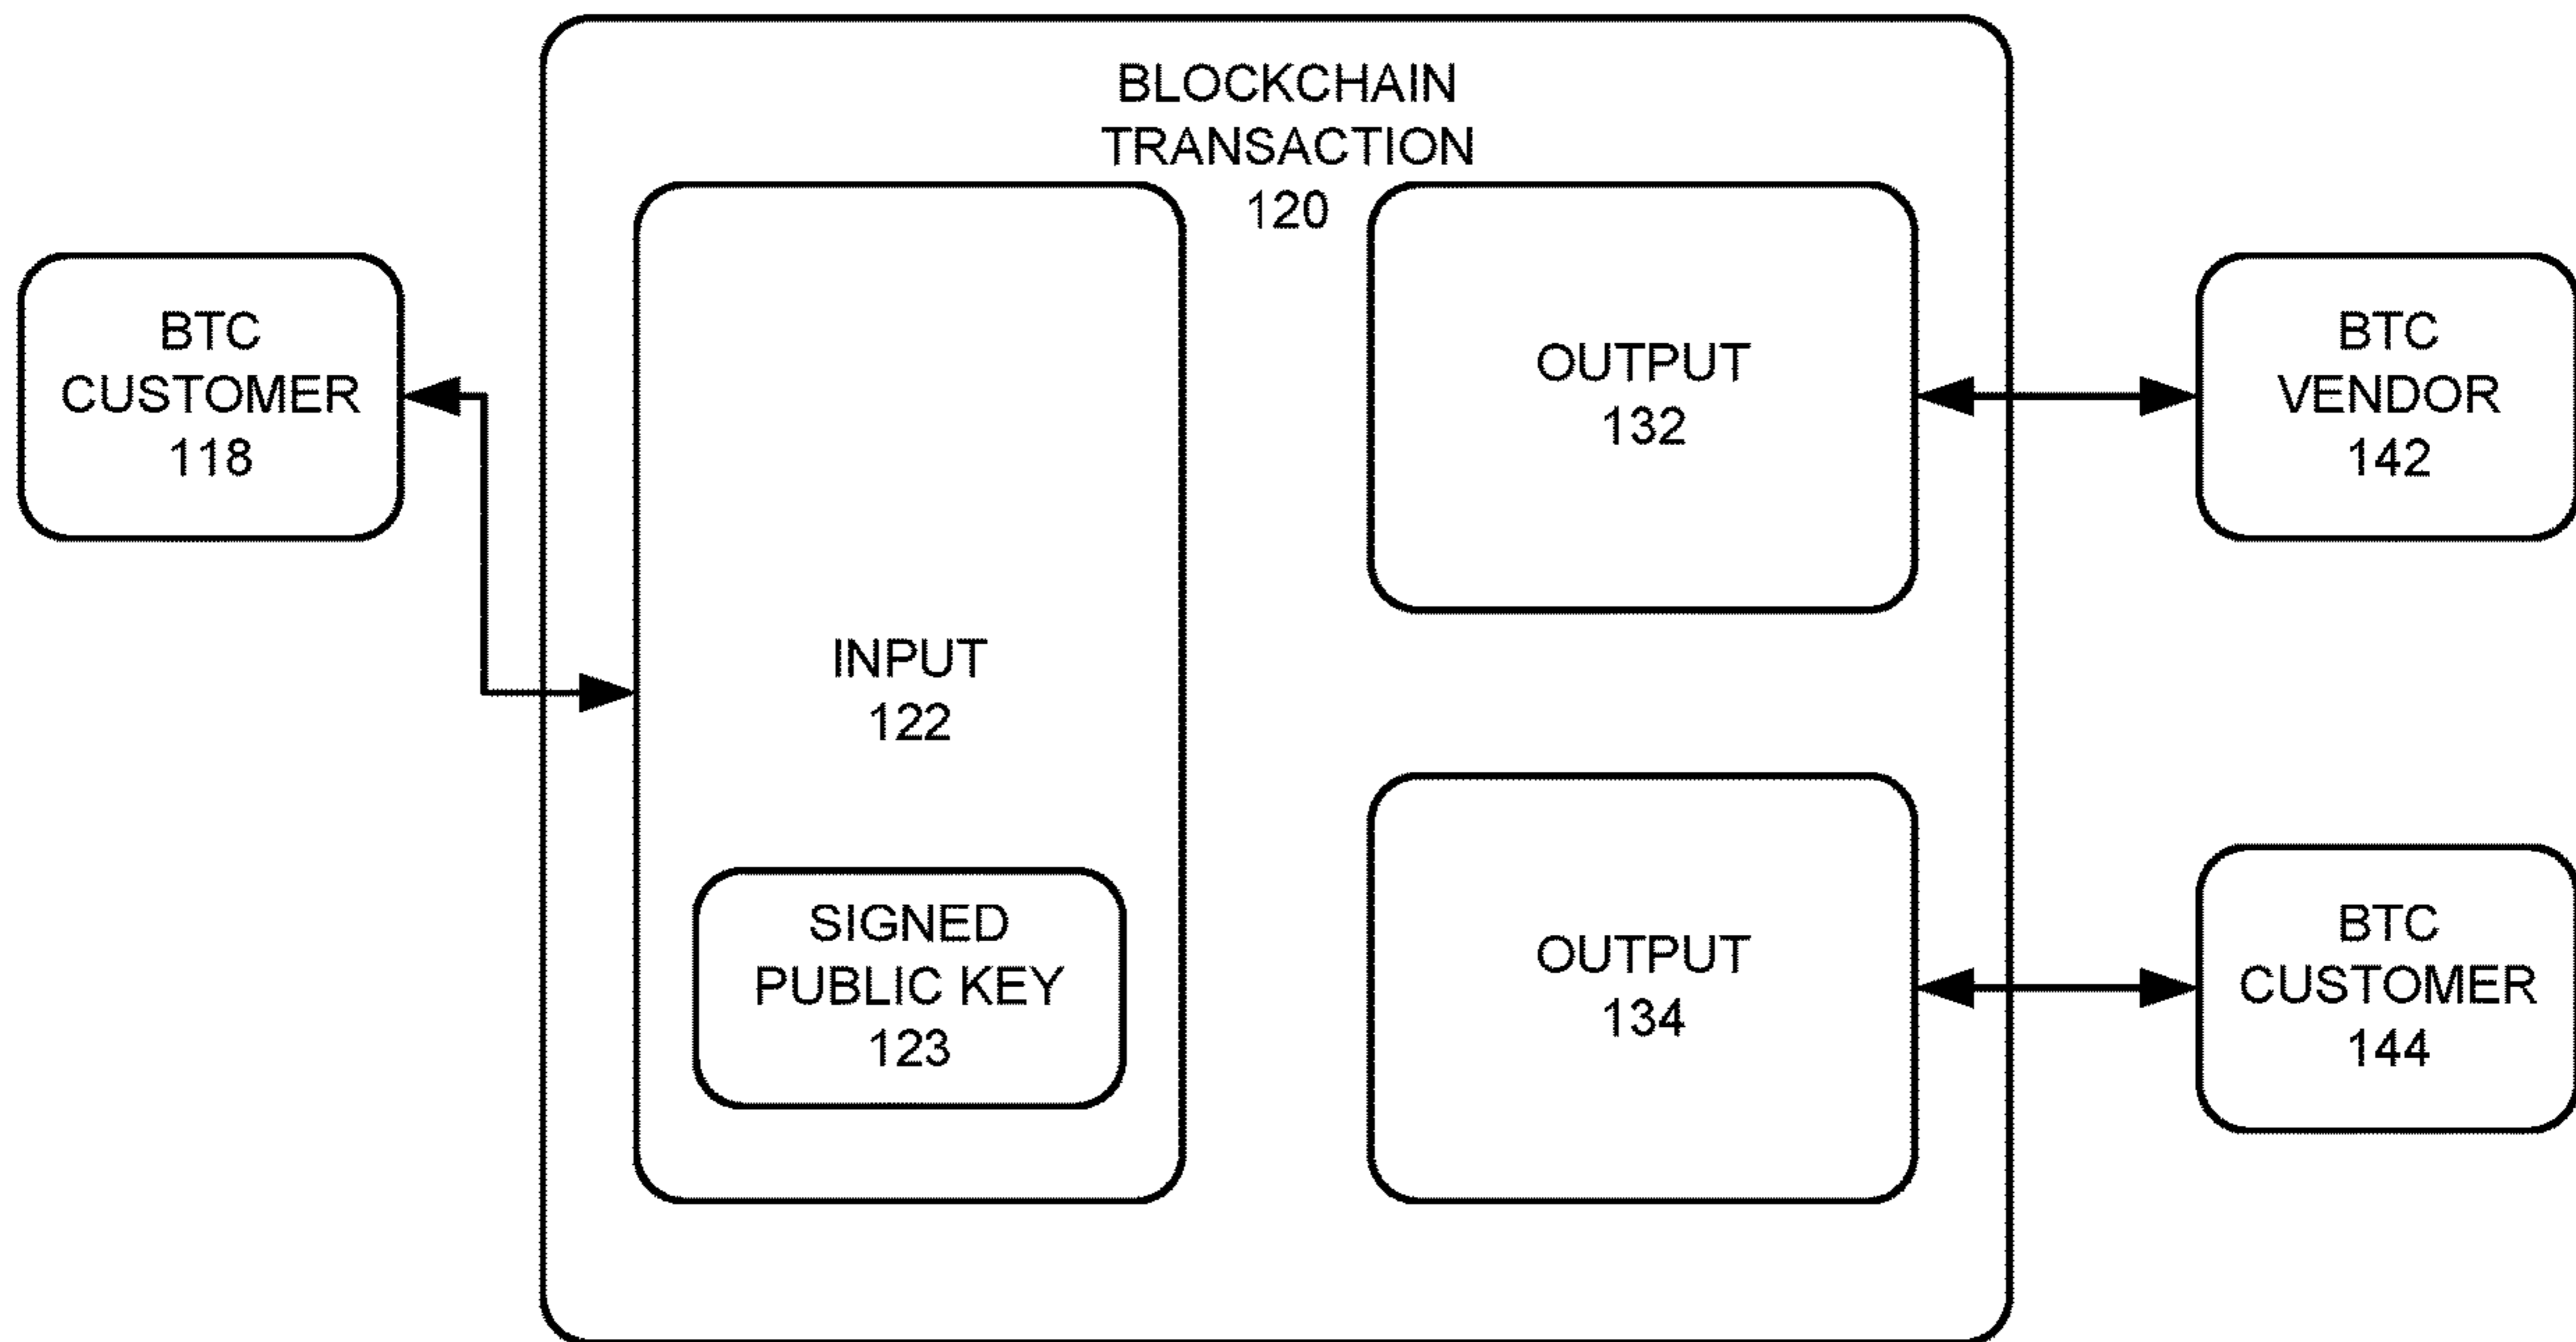 BLOCKCHAIN
TRANSACTION
120
BTC
CUSTOMER
118
INPUT
122
SIGNED
PUBLIC KEY
123
OUTPUT
132
OUTPUT
134
BTC
VENDOR
142
BTC
CUSTOMER
144